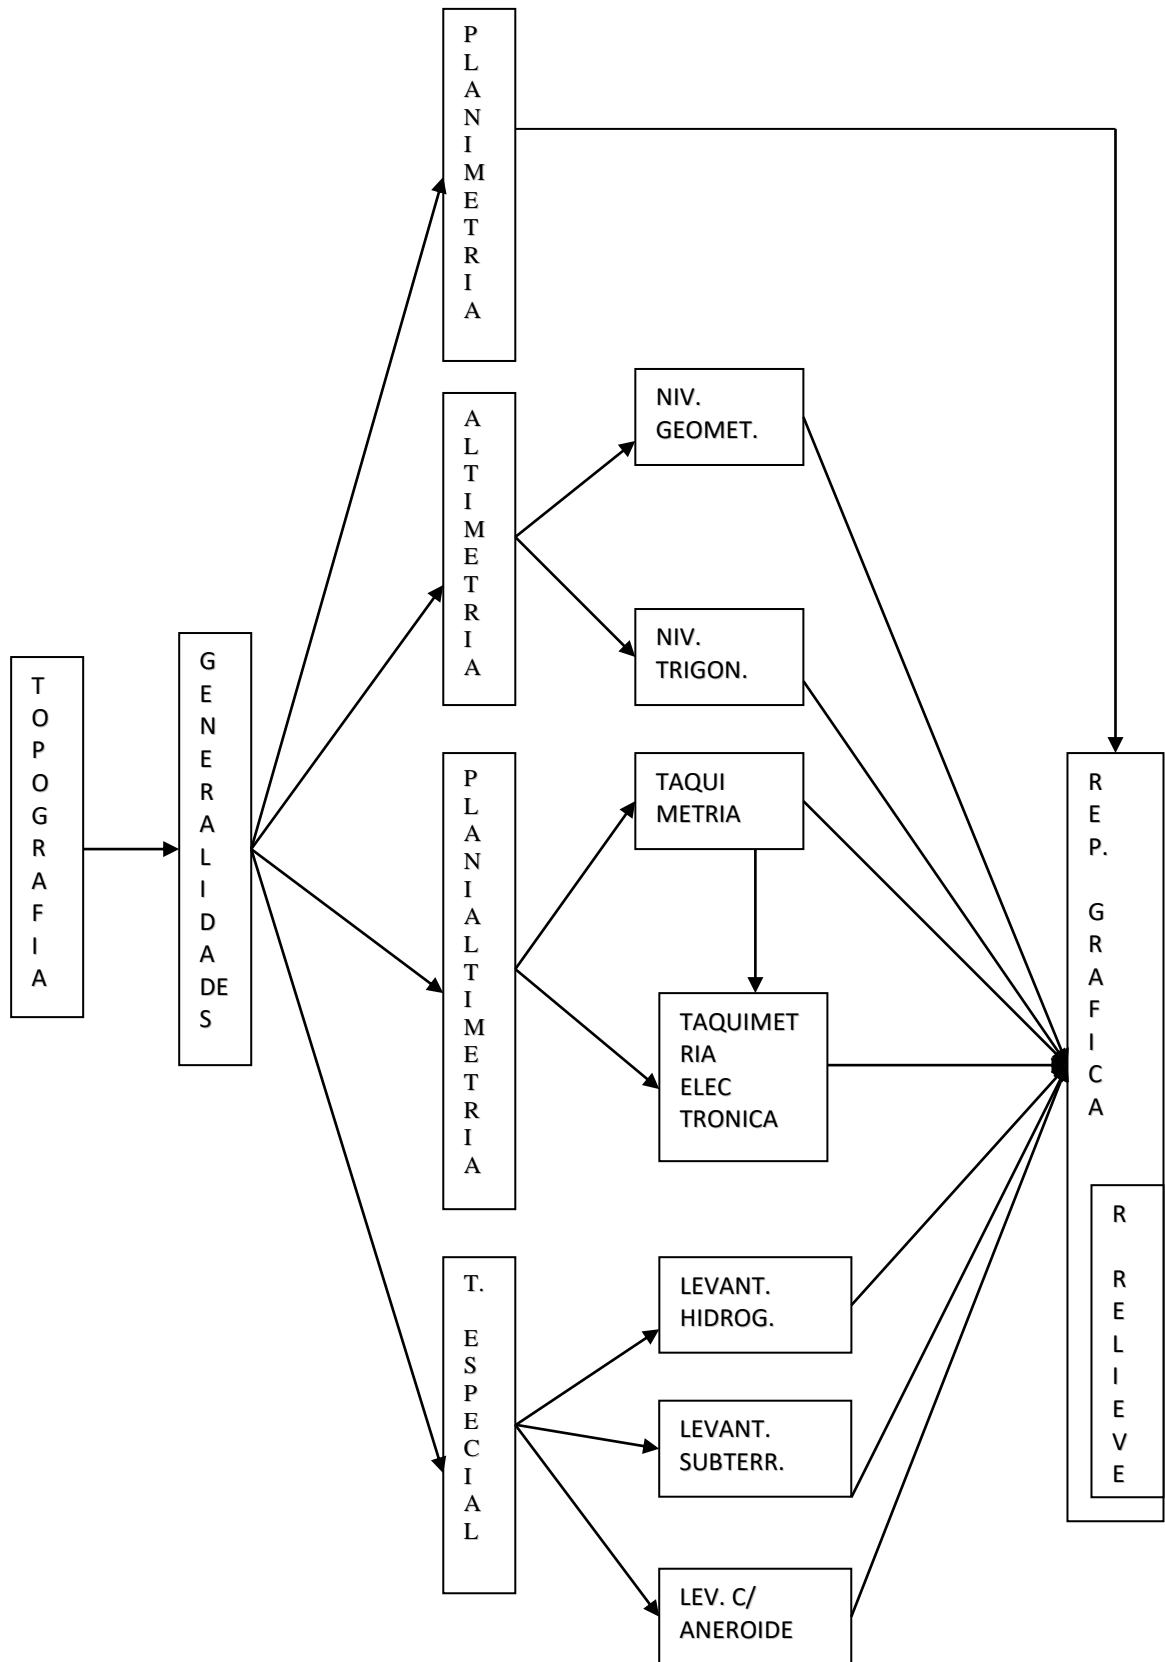 TOPOGRAFIA
GENERALIDADES
PLANIMETRIA
ALTIMETRIA
PLANIALTIMETRIA
T. ESPECIAL
NIV.
GEOMET.
NIV.
TRIGON.
TAQUI
METRIA
TAQUIMET
RIA
ELEC
TRONICA
LEVANT.
HIDROG.
LEVANT.
SUBTERR.
LEV. C/
ANEROIDE
REP. GRAFICA
R RELIEVE